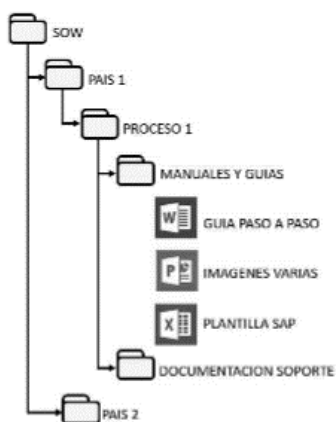 SOW
PAIS 1
PROCESO 1
MANUALES Y GUIAS
W
GUIA PASO A PASO
P
IMAGENES VARIAS
X
PLANTILLA SAP
DOCUMENTACION SOPORTE
PAIS 2